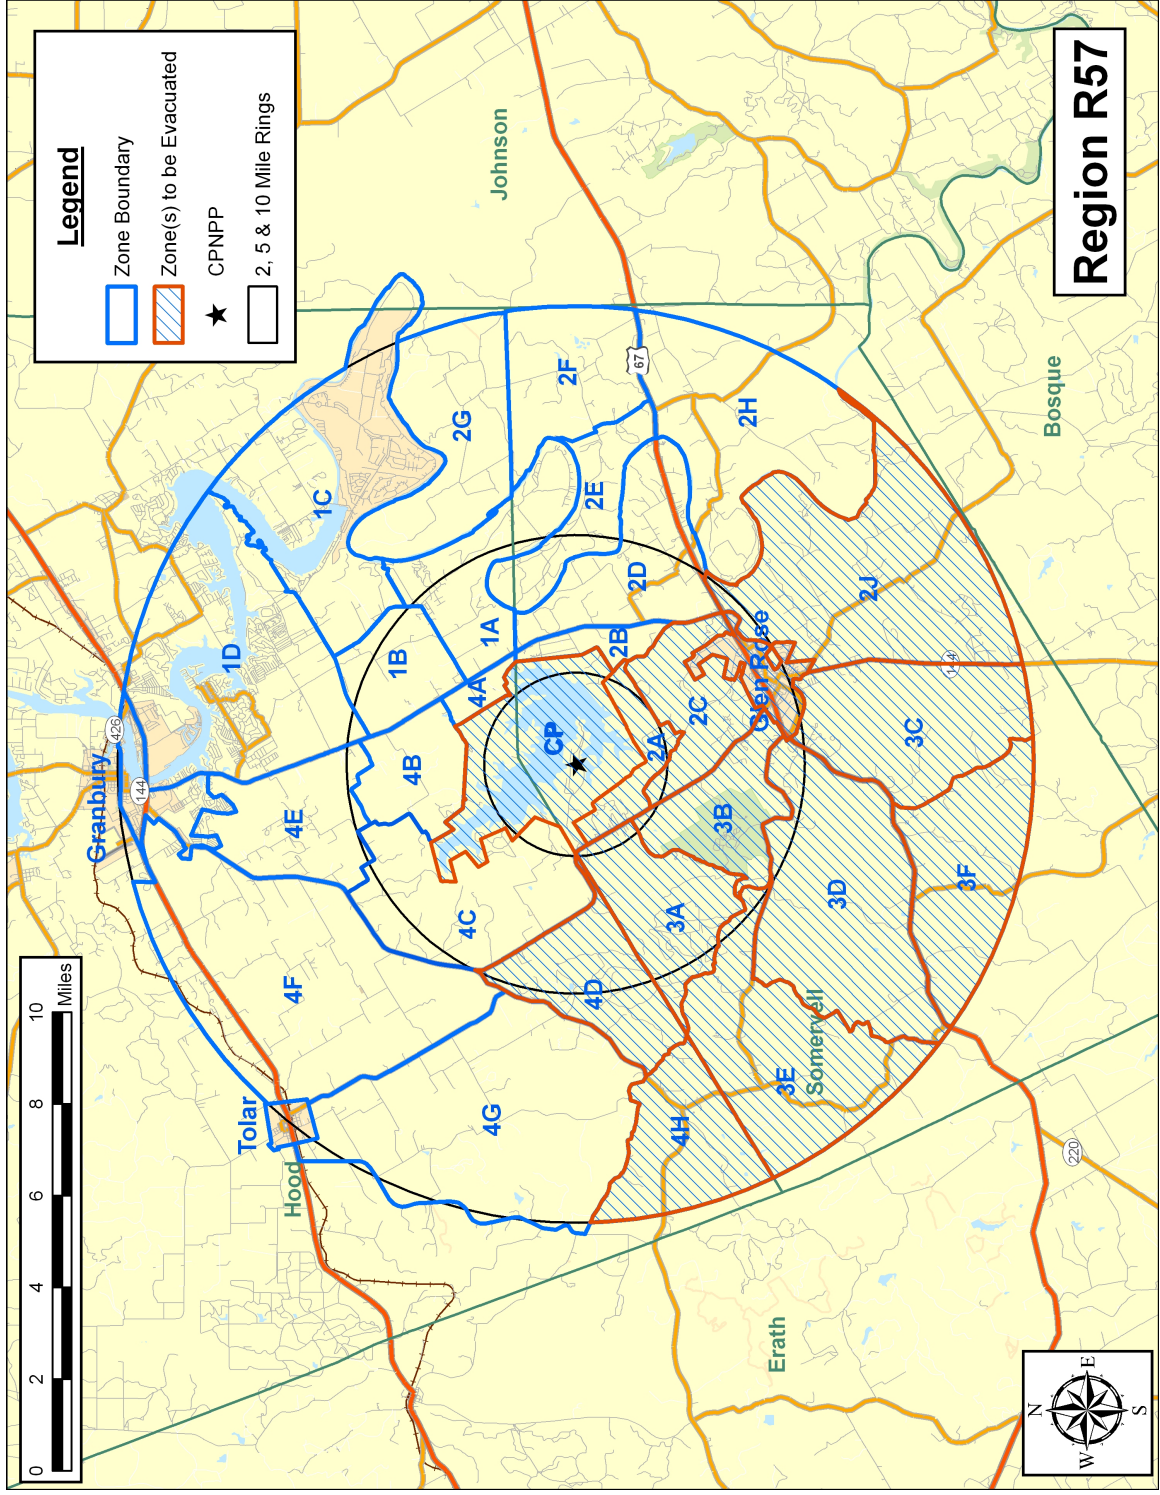 Legend
Zone Boundary
Zone(s) to be Evacuated
CPNPP
2, 5 & 10 Mile Rings
Region R57
0 2 4 6 8 10
Miles
Granbury
426
144
Tolar
Hood
Johnson
Bosque
Erath
Somervell
Glen Rose
67
144
220
1D
1C
1B
1A
2G
2F
2E
2D
2H
2B
2A
2C
2J
CP
4A
4B
4C
4D
4E
4F
4G
4H
3A
3B
3C
3D
3E
3F
N
W E
S